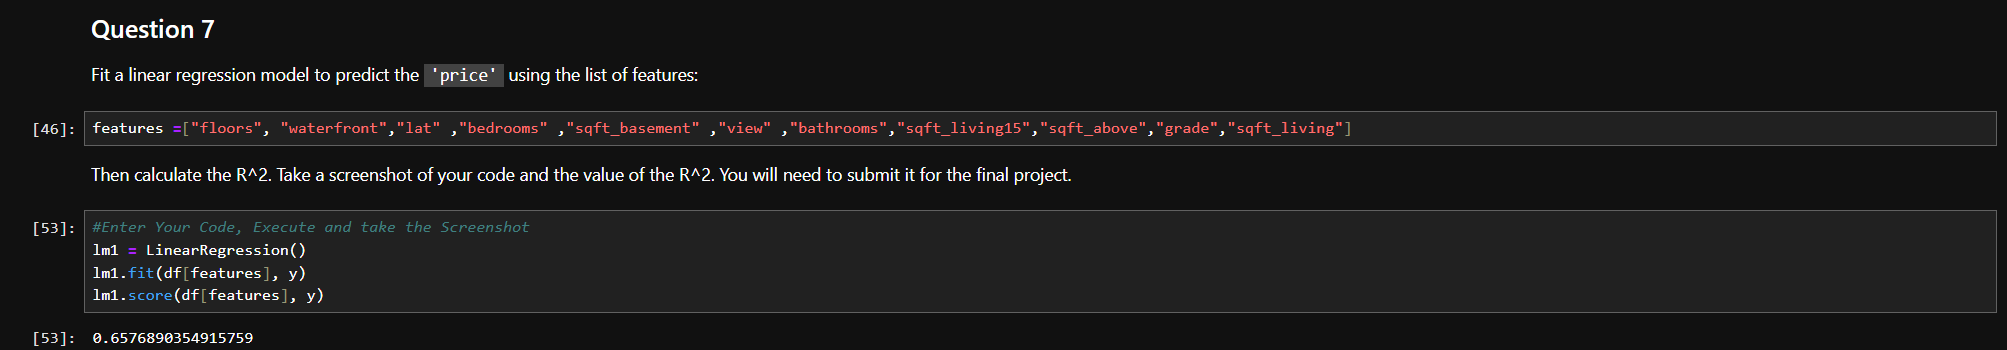 Question 7
Fit a linear regression model to predict the 'price' using the list of features:
[46]: features =["floors", "waterfront","lat" ,"bedrooms" ,"sqft_basement" ,"view" ,"bathrooms","sqft_living15","sqft_above","grade","sqft_living"]
Then calculate the R^2. Take a screenshot of your code and the value of the R^2. You will need to submit it for the final project.
[53]: #Enter Your Code, Execute and take the Screenshot
lm1 = LinearRegression()
lm1.fit(df[features], y)
lm1.score(df[features], y)
[53]: 0.6576890354915759